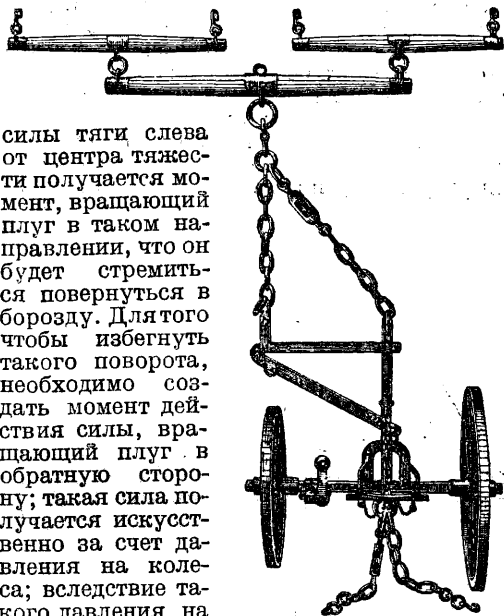 силы тяги слева
от центра тяжес-
ти получается мо-
мент, вращающий
плуг в таком на-
правлении, что он
будет стремить-
ся повернуться в
борозду. Для того
чтобы избегнуть
такого поворота,
необходимо соз-
дать момент дей-
ствия силы, вра-
щающий плуг в
обратную сторо-
ну; такая сила по-
лучается искусст-
венно за счет да-
вления на коле-
са; вследствие та-
кого давления на